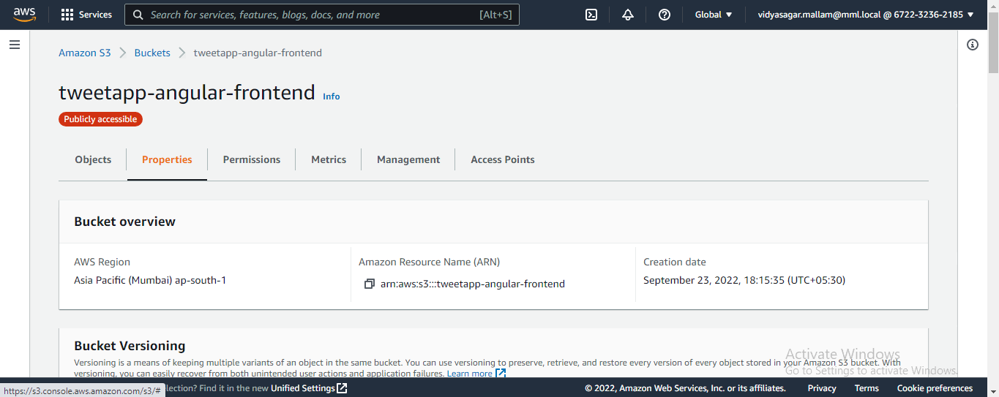 aws
Services
Search for services, features, blogs, docs, and more
[Alt+S]
Global
vidyasagar.mallam@mml.local @ 6722-3236-2185
Amazon S3
Buckets
tweetapp-angular-frontend
tweetapp-angular-frontend
Info
Publicly accessible
Objects
Properties
Permissions
Metrics
Management
Access Points
Bucket overview
AWS Region
Asia Pacific (Mumbai) ap-south-1
Amazon Resource Name (ARN)
arn:aws:s3:::tweetapp-angular-frontend
Creation date
September 23, 2022, 18:15:35 (UTC+05:30)
Bucket Versioning
Versioning is a means of keeping multiple variants of an object in the same bucket. You can use versioning to preserve, retrieve, and restore every version of every object stored in your Amazon S3 bucket. With
versioning, you can easily recover from both unintended user actions and application failures. Learn more
Activate Windows
Go to Settings to activate Windows.
https://s3.console.aws.amazon.com/s3/#
lection? Find it in the new Unified Settings
© 2022, Amazon Web Services, Inc. or its affiliates.
Privacy
Terms
Cookie preferences